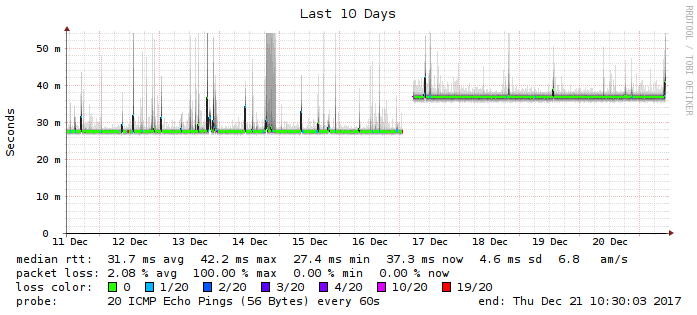 Last 10 Days
RRDTOOL / TOBI OETIKER
Seconds
50 m
40 m
30 m
20 m
10 m
0
11 Dec 12 Dec 13 Dec 14 Dec 15 Dec 16 Dec 17 Dec 18 Dec 19 Dec 20 Dec
median rtt: 31.7 ms avg 42.2 ms max 27.4 ms min 37.3 ms now 4.6 ms sd 6.8 am/s
packet loss: 2.08 % avg 100.00 % max 0.00 % min 0.00 % now
loss color: 0 1/20 2/20 3/20 4/20 10/20 19/20
probe: 20 ICMP Echo Pings (56 Bytes) every 60s end: Thu Dec 21 10:30:03 2017